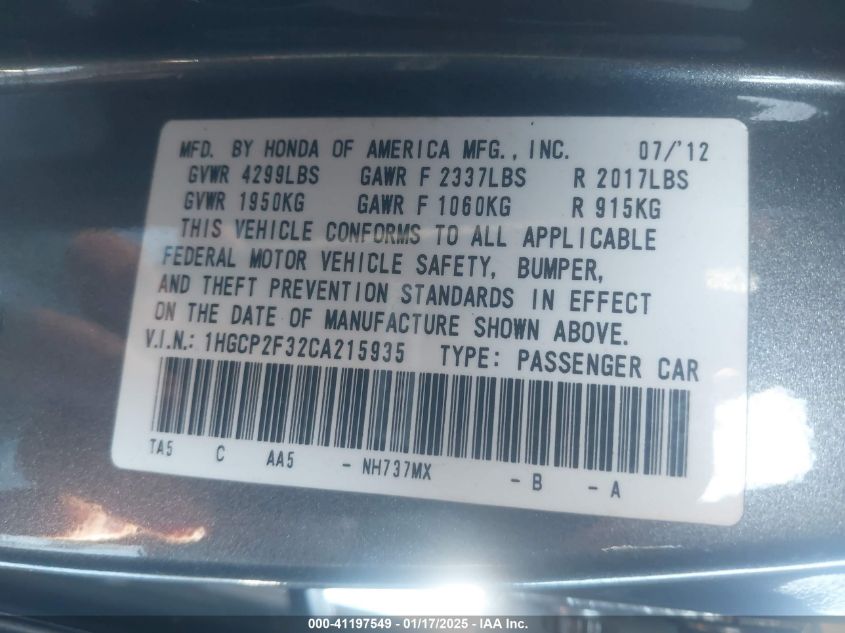 MFD. BY HONDA OF AMERICA MFG., INC. 07/'12
GVWR 4299LBS GAWR F 2337LBS R 2017LBS
GVWR 1950KG GAWR F 1060KG R 915KG
THIS VEHICLE CONFORMS TO ALL APPLICABLE
FEDERAL MOTOR VEHICLE SAFETY, BUMPER,
AND THEFT PREVENTION STANDARDS IN EFFECT
ON THE DATE OF MANUFACTURE SHOWN ABOVE.
V.I.N.: 1HGCP2F32CA215935 TYPE: PASSENGER CAR
TA5 C AA5 - NH737MX - B - A
000-41197549 - 01/17/2025 - IAA Inc.